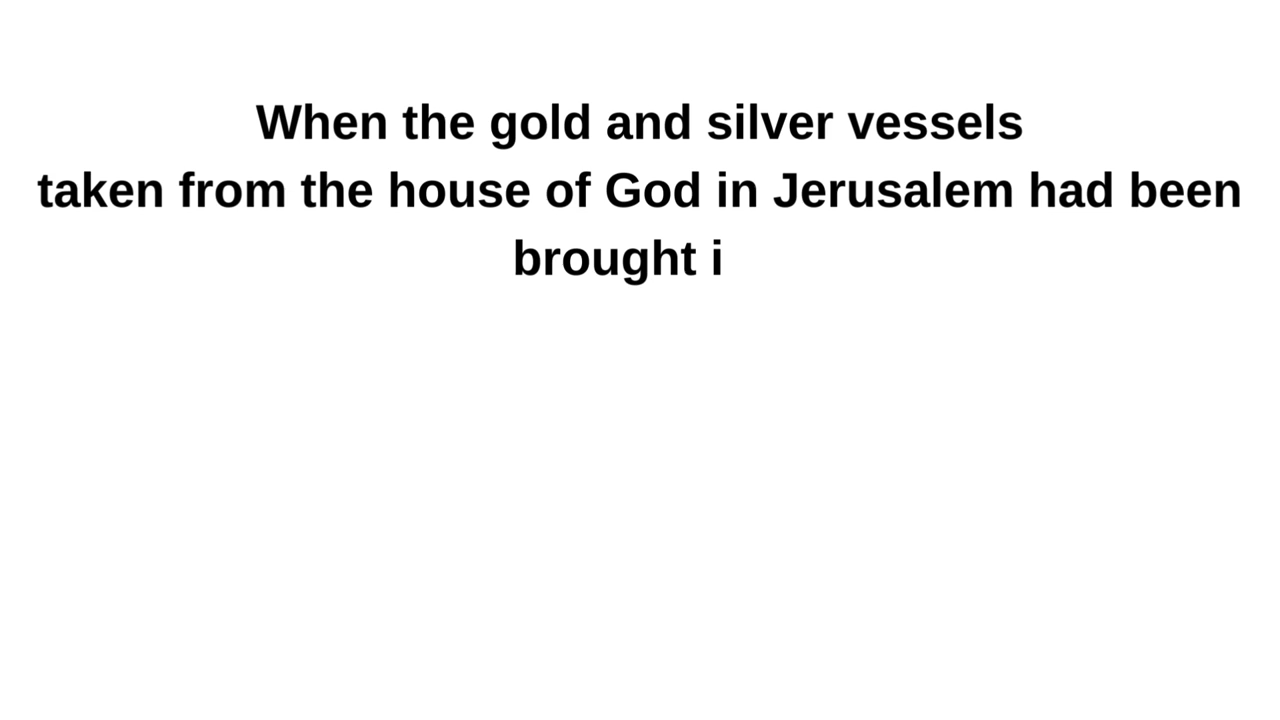 When the gold and silver vessels
taken from the house of God in Jerusalem had been
brought i